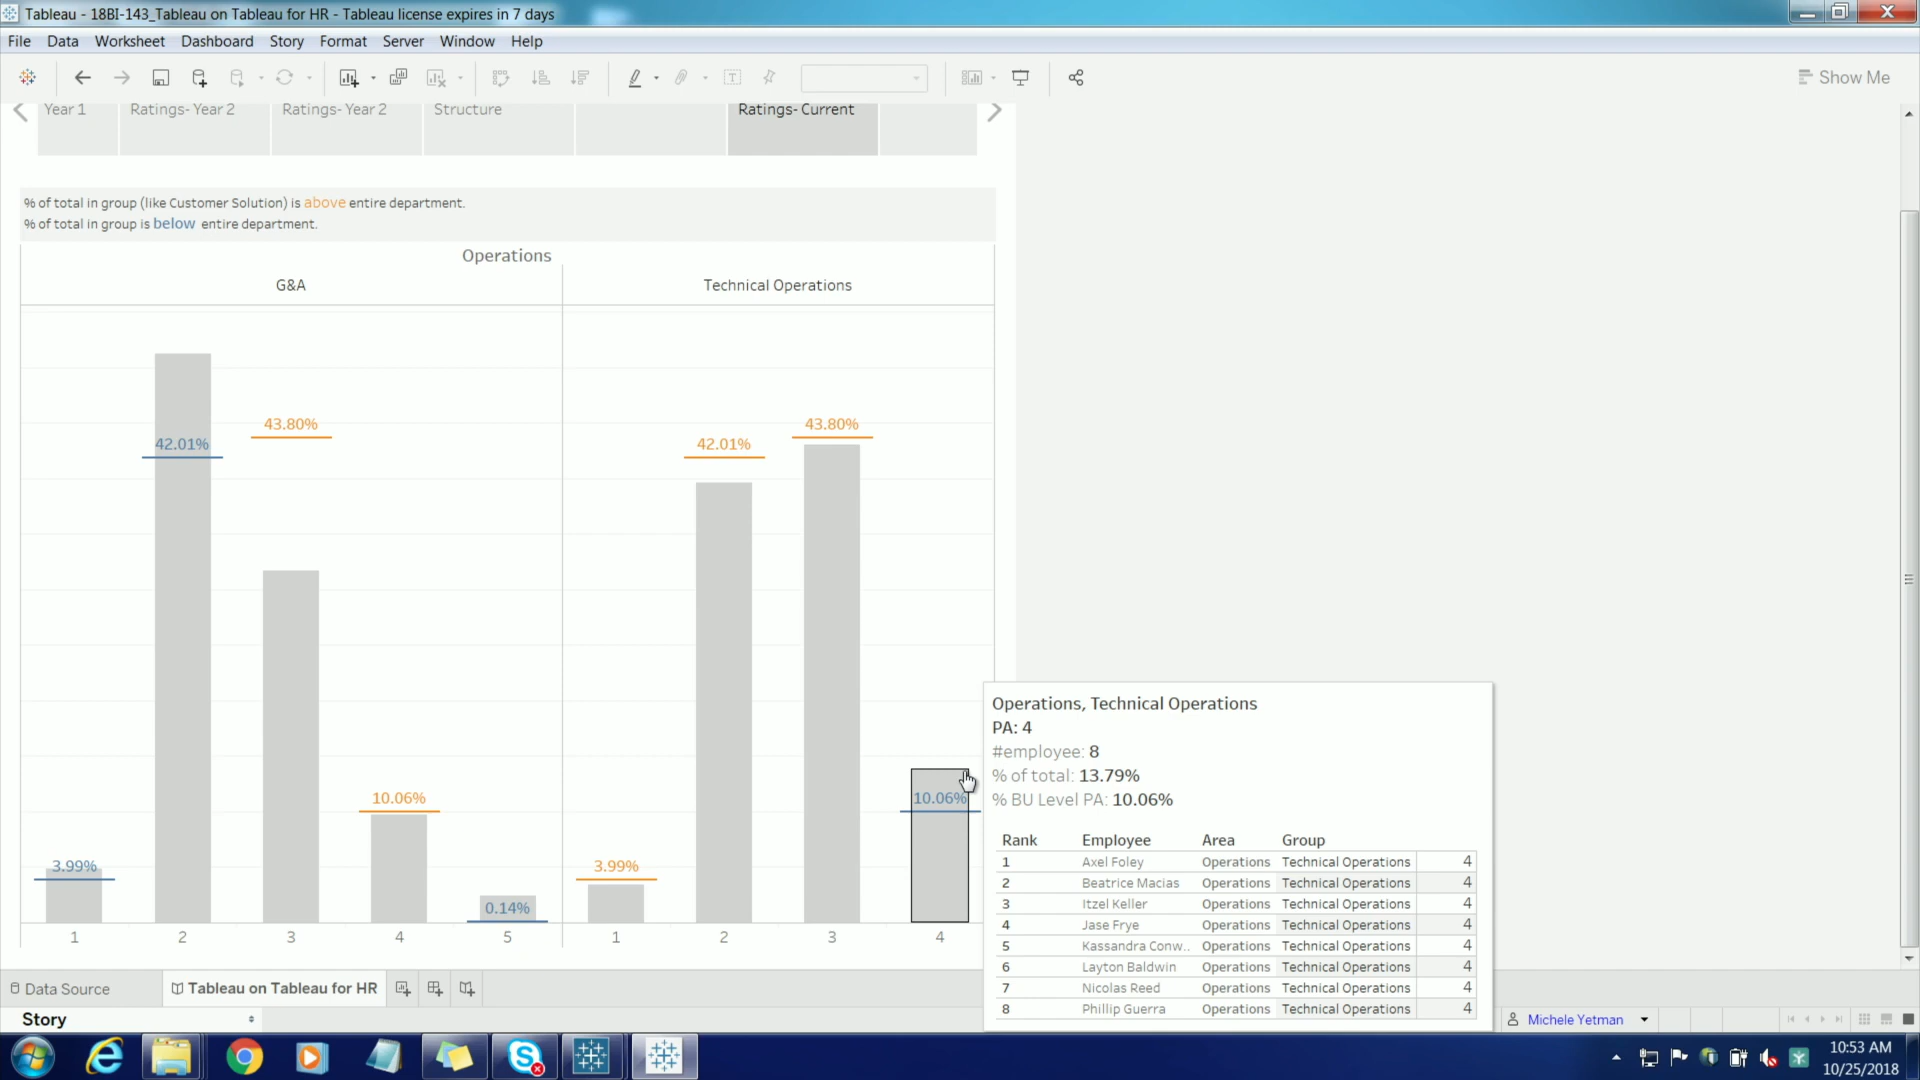 Tableau - 18BI-143_Tableau on Tableau for HR - Tableau license expires in 7 days
File Data Worksheet Dashboard Story Format Server Window Help
Show Me
Year 1 Ratings- Year 2 Ratings- Year 2 Structure Ratings- Current
% of total in group (like Customer Solution) is above entire department.
% of total in group is below entire department.
Operations
G&A Technical Operations
43.80% 43.80%
42.01% 42.01%
10.06% 10.06%
3.99% 3.99%
0.14%
1 2 3 4 5 1 2 3 4
Operations, Technical Operations
PA: 4
#employee: 8
% of total: 13.79%
% BU Level PA: 10.06%
Rank Employee Area Group
1 Axel Foley Operations Technical Operations 4
2 Beatrice Macias Operations Technical Operations 4
3 Itzel Keller Operations Technical Operations 4
4 Jase Frye Operations Technical Operations 4
5 Kassandra Conw.. Operations Technical Operations 4
6 Layton Baldwin Operations Technical Operations 4
7 Nicolas Reed Operations Technical Operations 4
8 Phillip Guerra Operations Technical Operations 4
Data Source Tableau on Tableau for HR
Story Michele Yetman
10:53 AM
10/25/2018